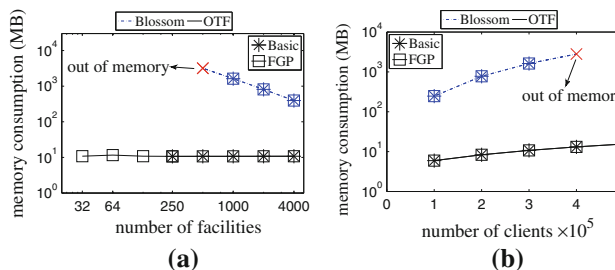 Blossom OTF
memory consumption (MB)
10^4
10^3
10^2
10^1
10^0
out of memory
Basic
FGP
32 64 250 1000 4000
number of facilities
(a)
Blossom OTF
memory consumption (MB)
10^4
10^3
10^2
10^1
10^0
Basic
FGP
out of memor
0 1 2 3 4
number of clients ×10^5
(b)